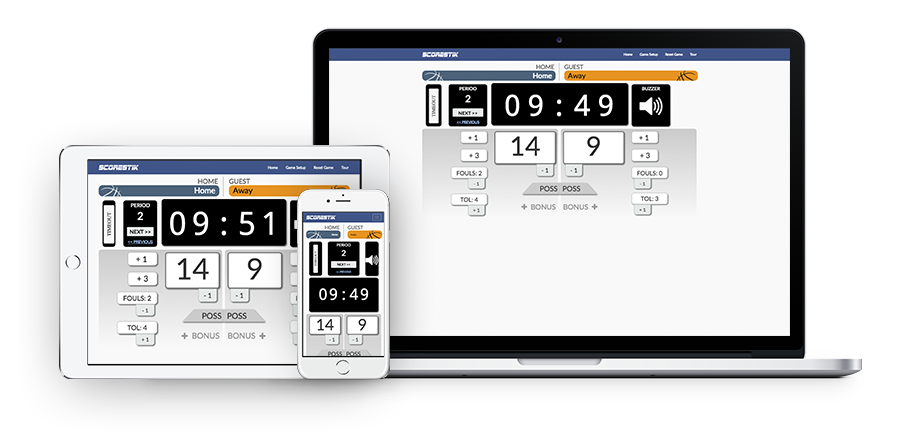 SCORESTIK
Home Game Setup Reset Game Tour
HOME GUEST
Home Away
TIMEOUT
PERIOD
2
NEXT >>
<< PREVIOUS
09:49
BUZZER
+ 1 14 9 + 1
+ 3 + 3
-1 -1
FOULS: 2 FOULS: 0
-1 -1
POSS POSS
TOL: 4 TOL: 3
+1 +1
+ BONUS BONUS +
SCORESTIK
Home Game Setup Reset Game Tour
HOME GUEST
Home Away
TIMEOUT
PERIOD
2
NEXT >>
<< PREVIOUS
09:51
+ 1 14 9
+ 3
-1 -1
FOULS: 2
-1
POSS POSS
TOL: 4
+1
+ BONUS BONUS +
SCORESTIK
HOME GUEST
Home
PERIOD
2
NEXT >>
09:49
14 9
-1 -1
POSS POSS